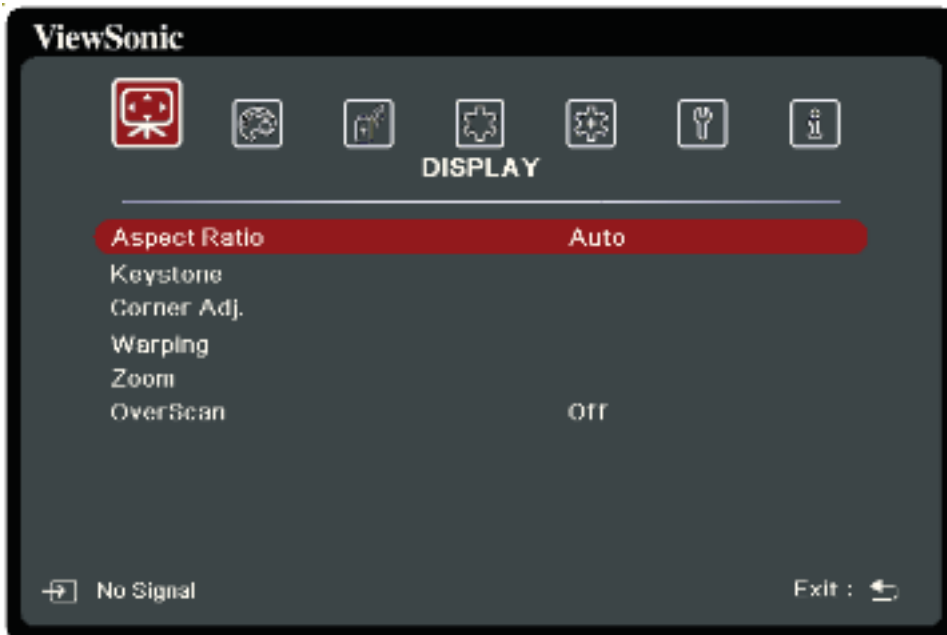 ViewSonic
DISPLAY
Aspect Ratio Auto
Keystone
Corner Adj.
Warping
Zoom
OverScan Off
No Signal Exit :